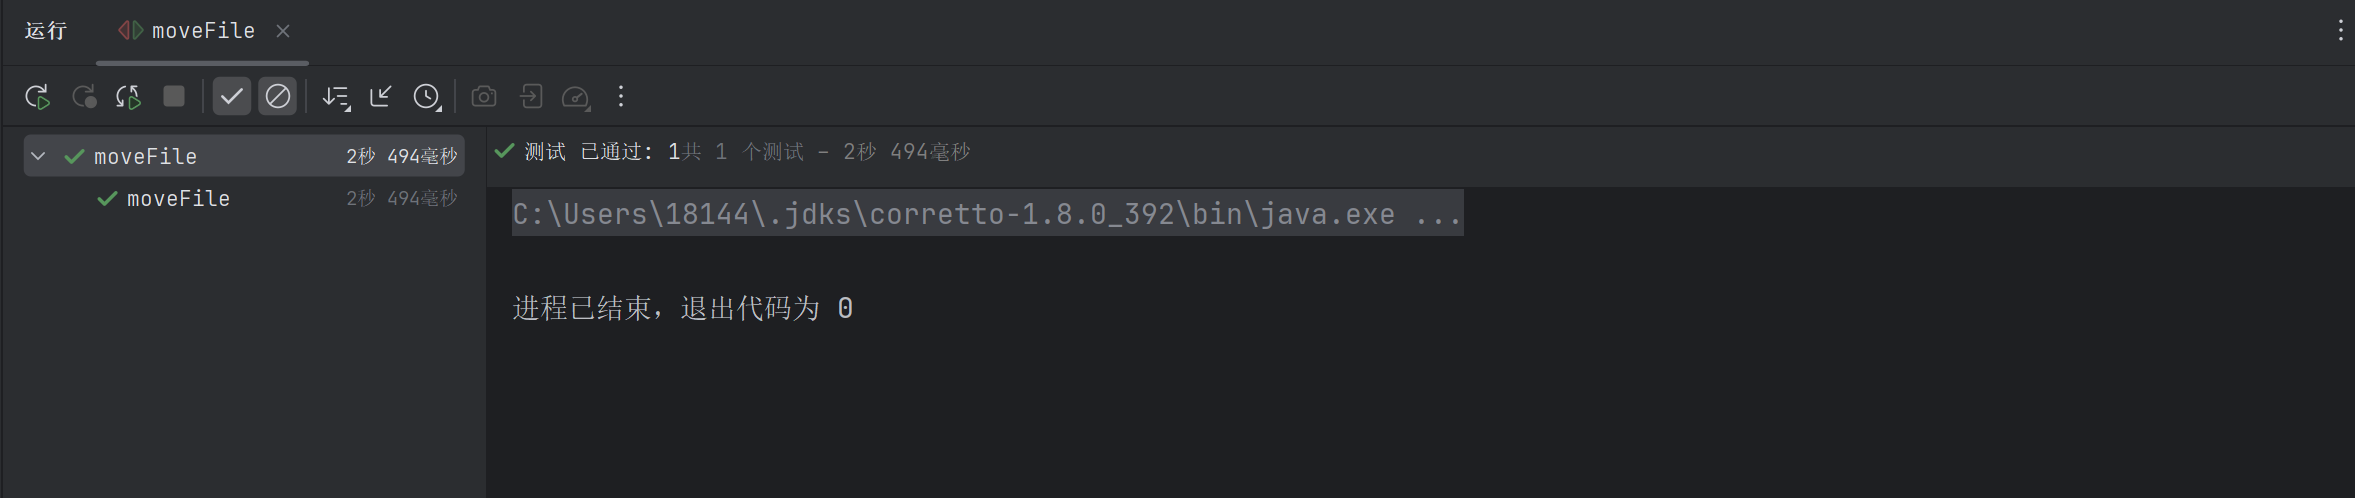 运行 moveFile
moveFile 2秒 494毫秒
moveFile 2秒 494毫秒
测试 已通过: 1共 1 个测试 – 2秒 494毫秒
C:\Users\18144\.jdks\corretto-1.8.0_392\bin\java.exe ...
进程已结束，退出代码为 0